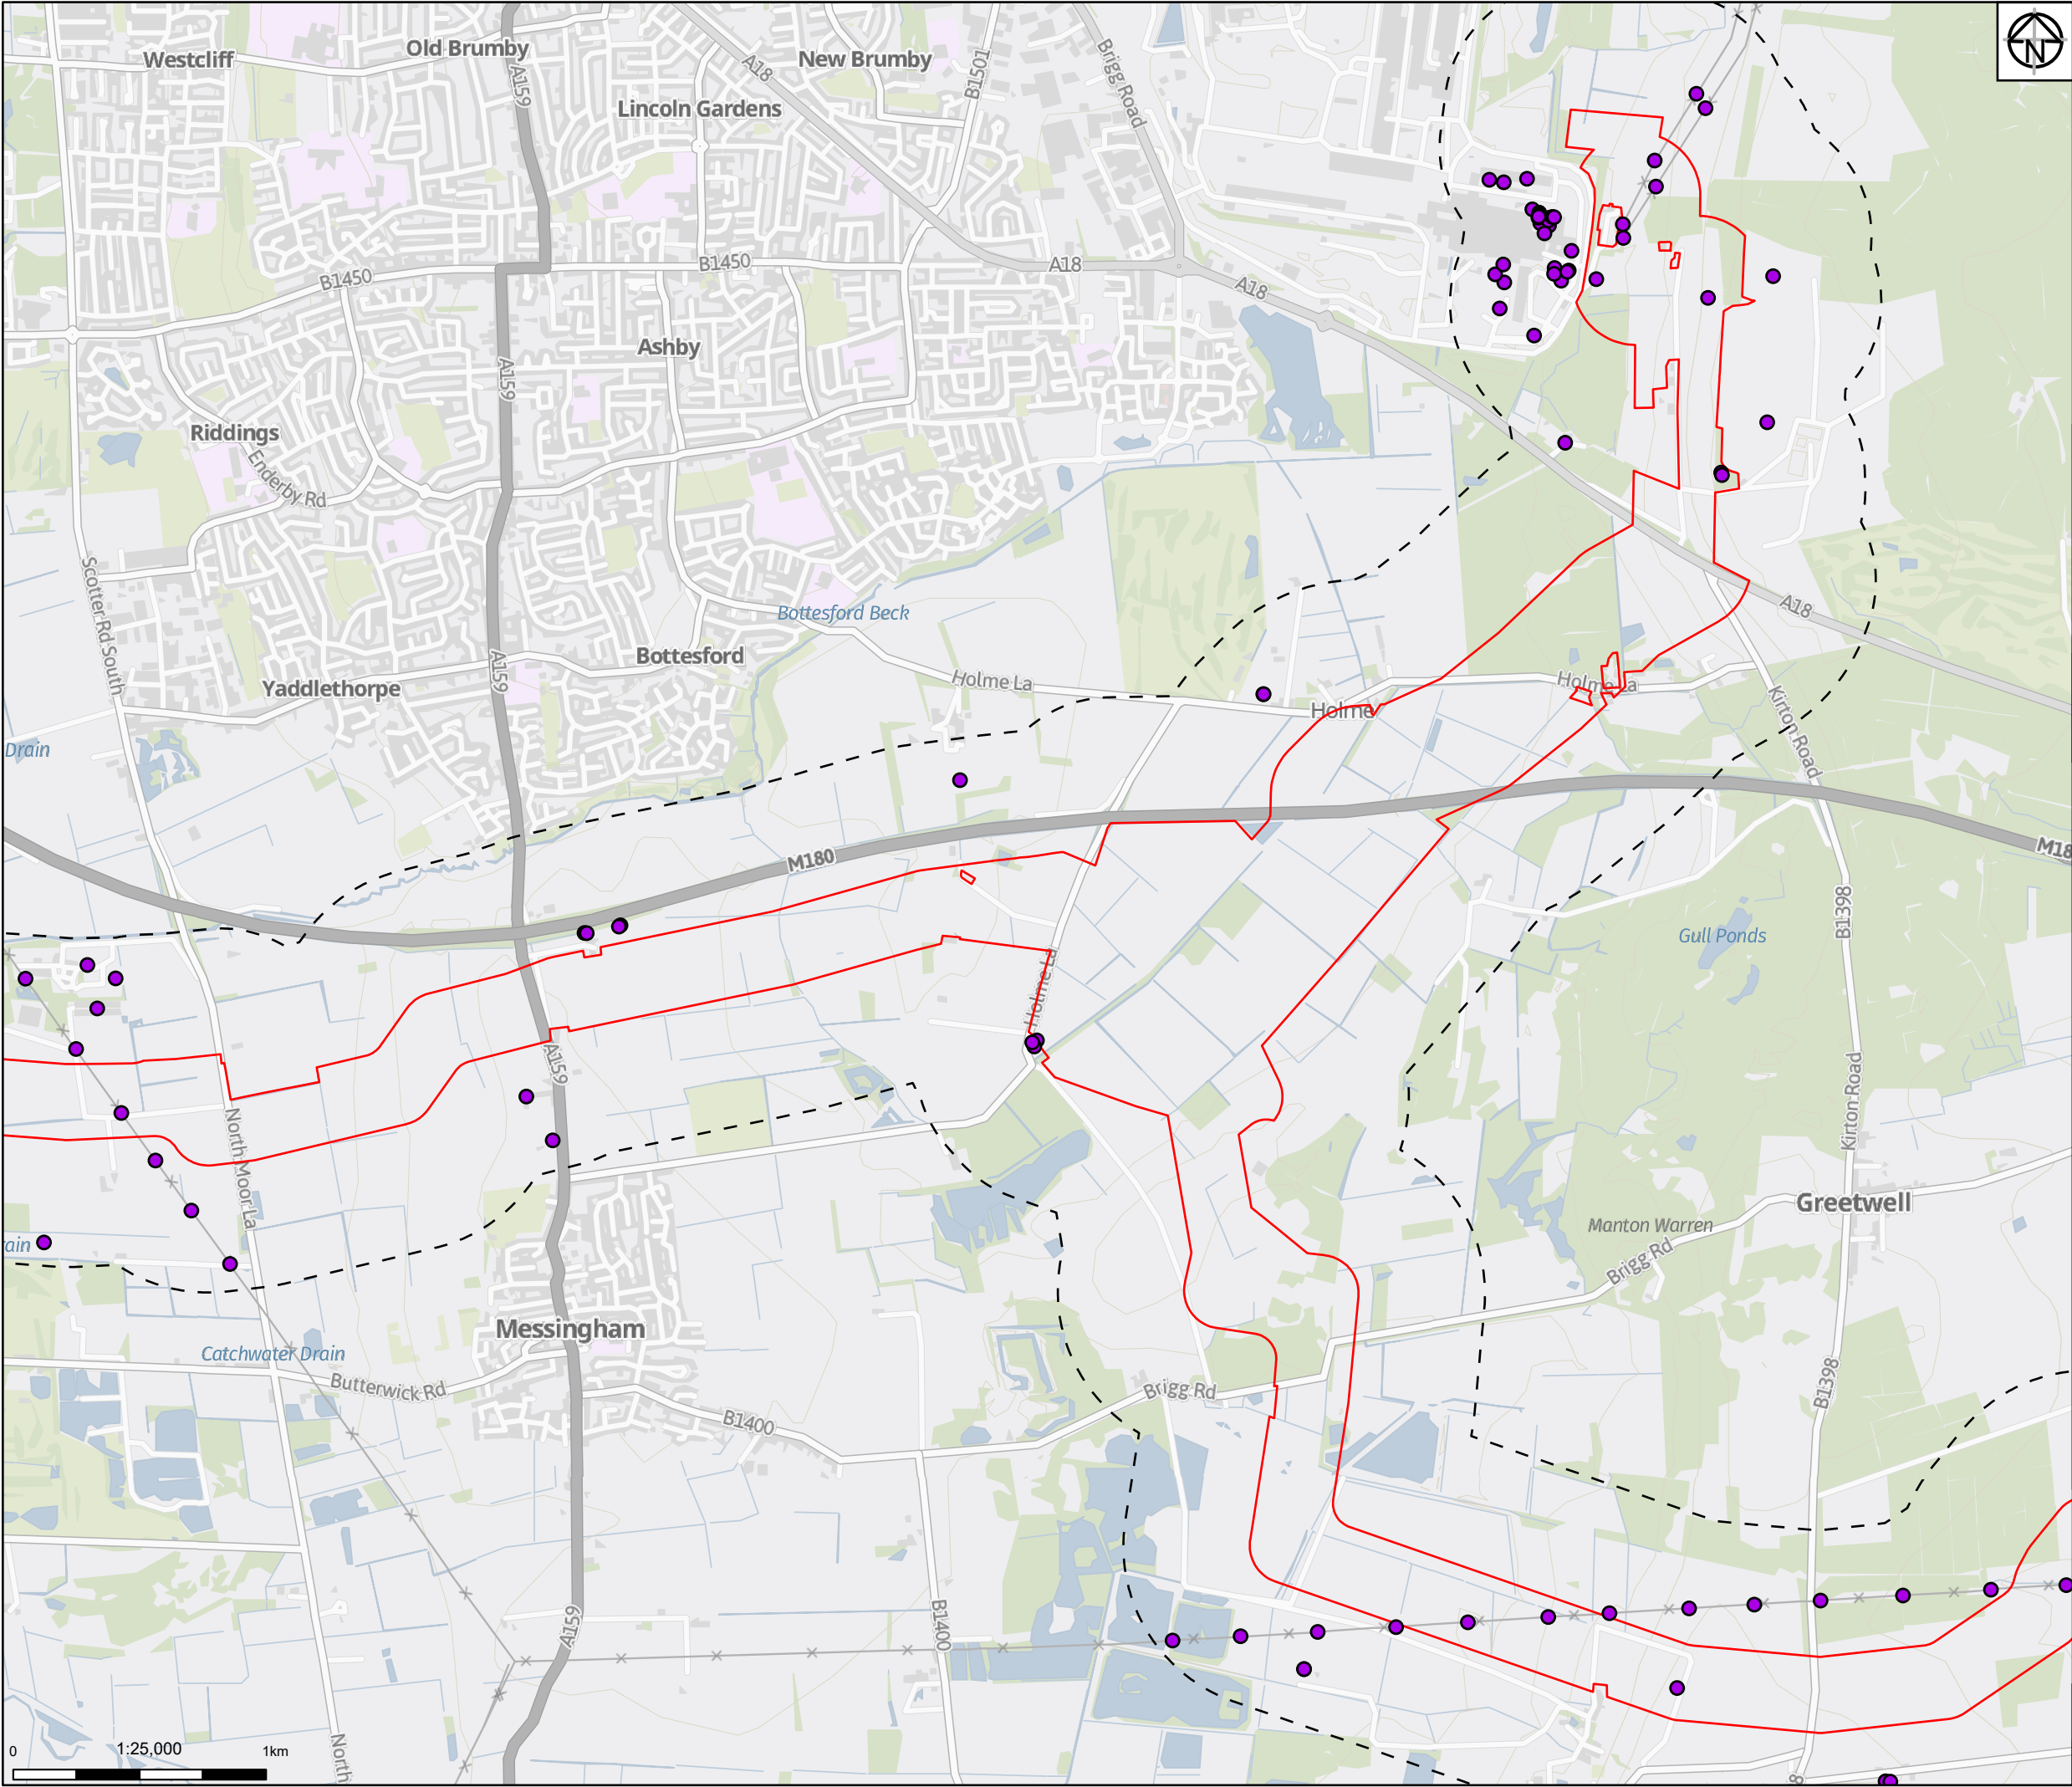 Westcliff
Old Brumby
New Brumby
Lincoln Gardens
A159
A18
B1501
Brigg Road
N
B1450
B1450
A18
A18
Ashby
A159
Riddings
Enderby Rd
Scotter Rd South
Bottesford Beck
A18
Bottesford
Yaddlethorpe
A159
Holme La
Holme La
Holme
Kirton Road
Drain
M180
B1398
Gull Ponds
Holme La
A159
North Moor La
Kirton Road
Greetwell
Manton Warren
Brigg Rd
Messingham
Catchwater Drain
Butterwick Rd
Brigg Rd
B1398
B1400
B1400
A159
North
0
1:25,000
1km